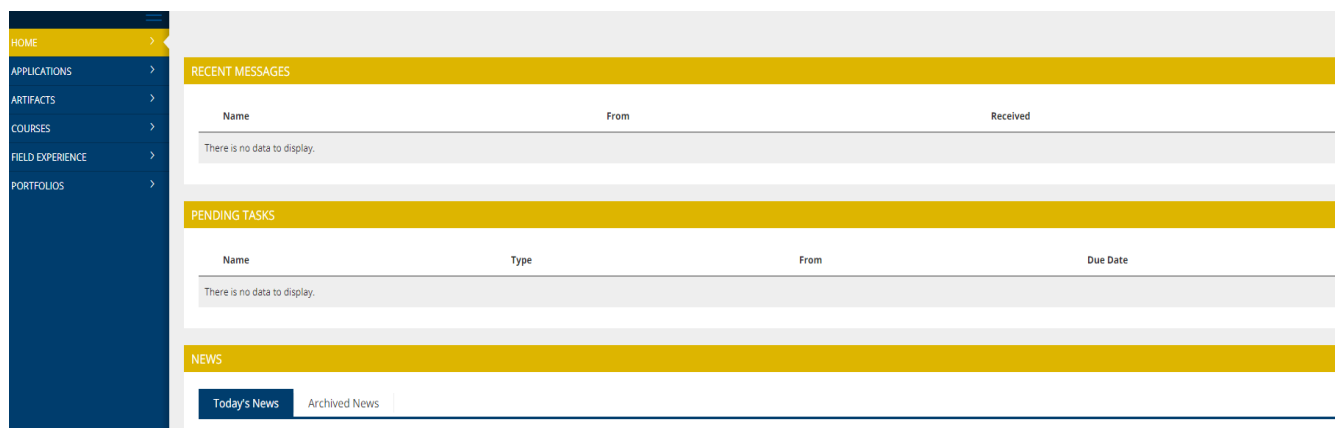 HOME
APPLICATIONS
ARTIFACTS
COURSES
FIELD EXPERIENCE
PORTFOLIOS
RECENT MESSAGES
Name From Received
There is no data to display.
PENDING TASKS
Name Type From Due Date
There is no data to display.
NEWS
Today's News Archived News